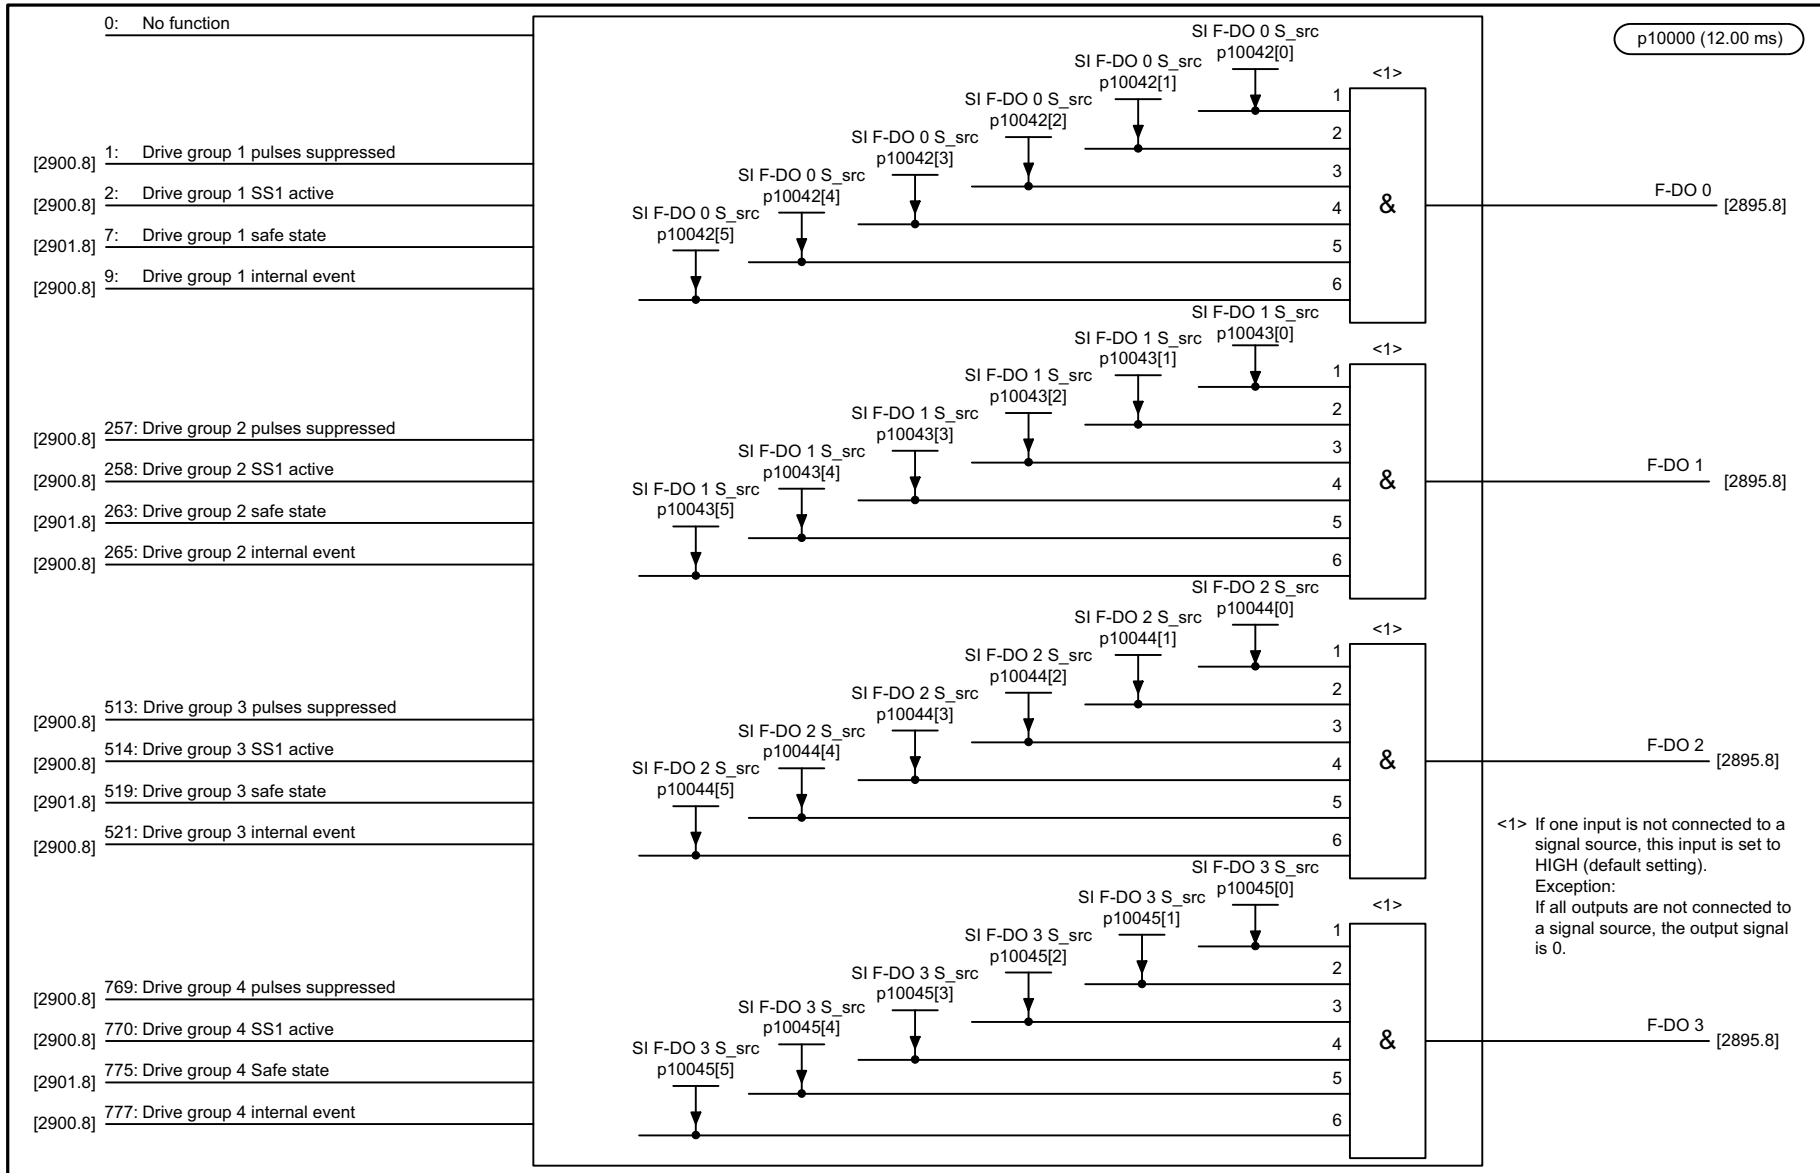 0: No function
p10000 (12.00 ms)
[2900.8] 1: Drive group 1 pulses suppressed
[2900.8] 2: Drive group 1 SS1 active
[2901.8] 7: Drive group 1 safe state
[2900.8] 9: Drive group 1 internal event
SI F-DO 0 S_src
p10042[0]
SI F-DO 0 S_src
p10042[1]
SI F-DO 0 S_src
p10042[2]
SI F-DO 0 S_src
p10042[3]
SI F-DO 0 S_src
p10042[4]
SI F-DO 0 S_src
p10042[5]
<1>
1
2
3
4
5
6
&
F-DO 0
[2895.8]
[2900.8] 257: Drive group 2 pulses suppressed
[2900.8] 258: Drive group 2 SS1 active
[2901.8] 263: Drive group 2 safe state
[2900.8] 265: Drive group 2 internal event
SI F-DO 1 S_src
p10043[0]
SI F-DO 1 S_src
p10043[1]
SI F-DO 1 S_src
p10043[2]
SI F-DO 1 S_src
p10043[3]
SI F-DO 1 S_src
p10043[4]
SI F-DO 1 S_src
p10043[5]
<1>
1
2
3
4
5
6
&
F-DO 1
[2895.8]
[2900.8] 513: Drive group 3 pulses suppressed
[2900.8] 514: Drive group 3 SS1 active
[2901.8] 519: Drive group 3 safe state
[2900.8] 521: Drive group 3 internal event
SI F-DO 2 S_src
p10044[0]
SI F-DO 2 S_src
p10044[1]
SI F-DO 2 S_src
p10044[2]
SI F-DO 2 S_src
p10044[3]
SI F-DO 2 S_src
p10044[4]
SI F-DO 2 S_src
p10044[5]
<1>
1
2
3
4
5
6
&
F-DO 2
[2895.8]
<1> If one input is not connected to a
signal source, this input is set to
HIGH (default setting).
Exception:
If all outputs are not connected to
a signal source, the output signal
is 0.
[2900.8] 769: Drive group 4 pulses suppressed
[2900.8] 770: Drive group 4 SS1 active
[2901.8] 775: Drive group 4 Safe state
[2900.8] 777: Drive group 4 internal event
SI F-DO 3 S_src
p10045[0]
SI F-DO 3 S_src
p10045[1]
SI F-DO 3 S_src
p10045[2]
SI F-DO 3 S_src
p10045[3]
SI F-DO 3 S_src
p10045[4]
SI F-DO 3 S_src
p10045[5]
<1>
1
2
3
4
5
6
&
F-DO 3
[2895.8]